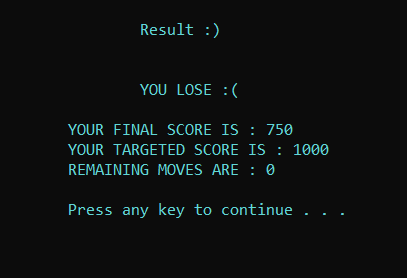 Result :)
YOU LOSE :(
YOUR FINAL SCORE IS : 750
YOUR TARGETED SCORE IS : 1000
REMAINING MOVES ARE : 0
Press any key to continue . . .